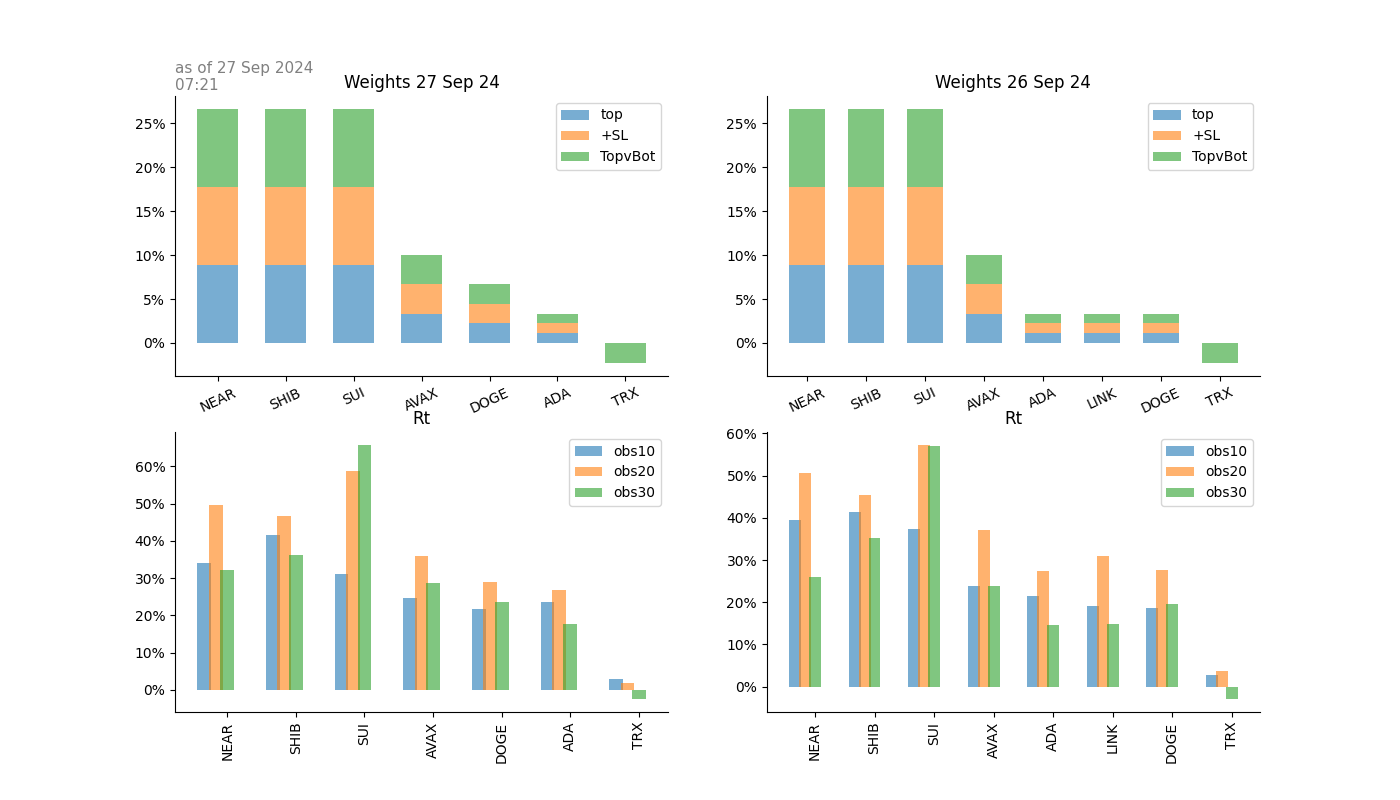 as of 27 Sep 2024
07:21
Weights 27 Sep 24
25%
20%
15%
10%
5%
0%
top
+SL
TopvBot
NEAR SHIB SUI AVAX DOGE ADA TRX
Weights 26 Sep 24
25%
20%
15%
10%
5%
0%
top
+SL
TopvBot
NEAR SHIB SUI AVAX ADA LINK DOGE TRX
Rt
60%
50%
40%
30%
20%
10%
0%
obs10
obs20
obs30
NEAR SHIB SUI AVAX DOGE ADA TRX
Rt
60%
50%
40%
30%
20%
10%
0%
obs10
obs20
obs30
NEAR SHIB SUI AVAX ADA LINK DOGE TRX